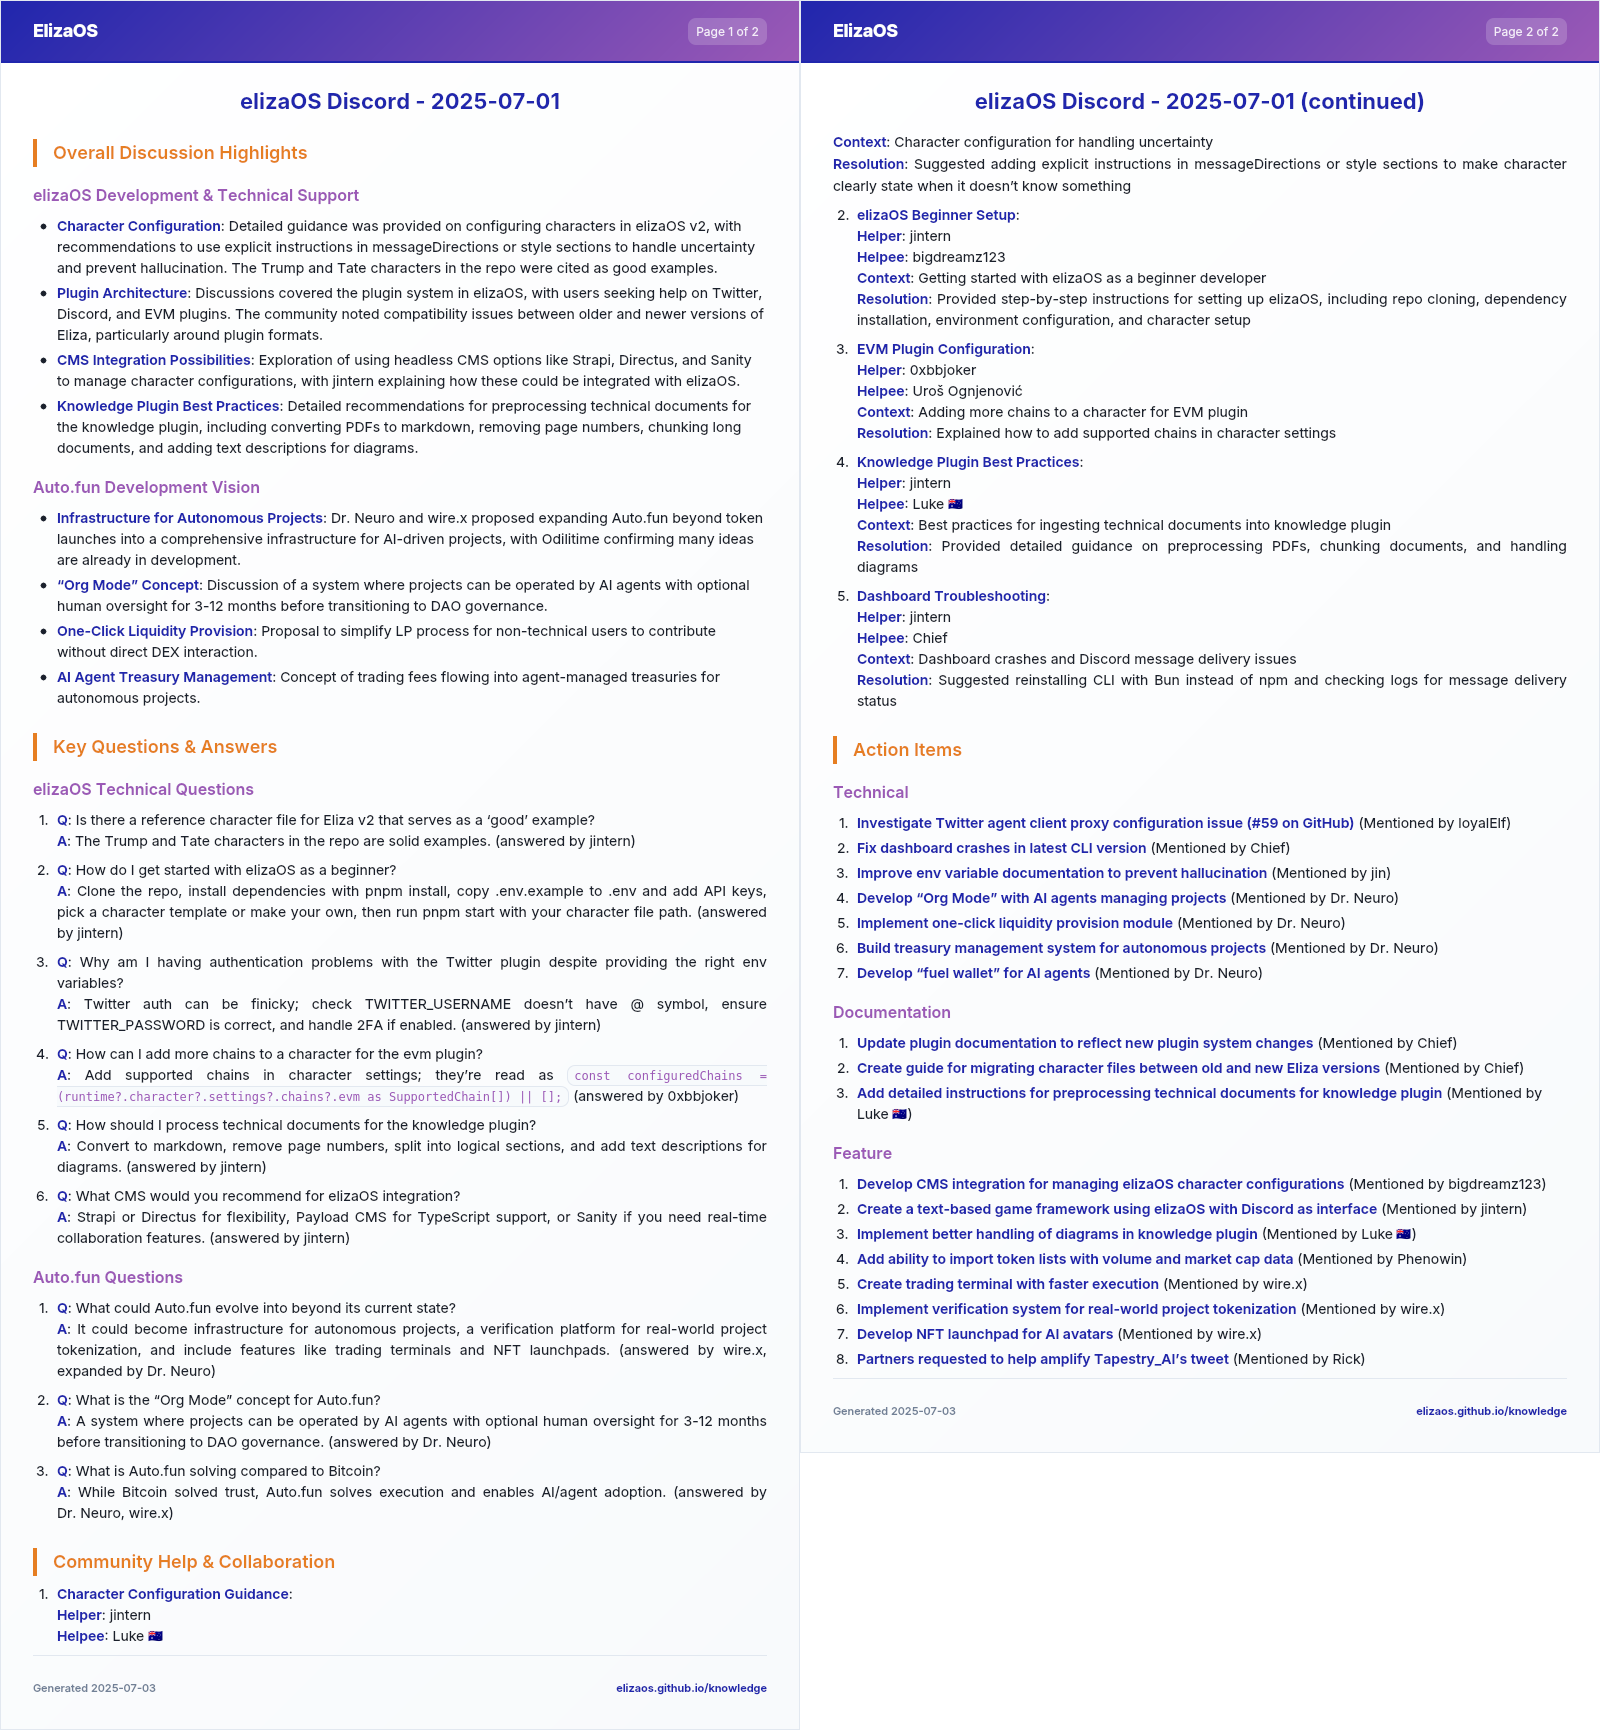 ElizaOS
Page 1 of 2
elizaOS Discord - 2025-07-01
Overall Discussion Highlights
elizaOS Development & Technical Support
• Character Configuration: Detailed guidance was provided on configuring characters in elizaOS v2, with
recommendations to use explicit instructions in messageDirections or style sections to handle uncertainty
and prevent hallucination. The Trump and Tate characters in the repo were cited as good examples.
• Plugin Architecture: Discussions covered the plugin system in elizaOS, with users seeking help on Twitter,
Discord, and EVM plugins. The community noted compatibility issues between older and newer versions of
Eliza, particularly around plugin formats.
• CMS Integration Possibilities: Exploration of using headless CMS options like Strapi, Directus, and Sanity
to manage character configurations, with jintern explaining how these could be integrated with elizaOS.
• Knowledge Plugin Best Practices: Detailed recommendations for preprocessing technical documents for
the knowledge plugin, including converting PDFs to markdown, removing page numbers, chunking long
documents, and adding text descriptions for diagrams.
Auto.fun Development Vision
• Infrastructure for Autonomous Projects: Dr. Neuro and wire.x proposed expanding Auto.fun beyond token
launches into a comprehensive infrastructure for AI-driven projects, with Odilitime confirming many ideas
are already in development.
• “Org Mode” Concept: Discussion of a system where projects can be operated by AI agents with optional
human oversight for 3-12 months before transitioning to DAO governance.
• One-Click Liquidity Provision: Proposal to simplify LP process for non-technical users to contribute
without direct DEX interaction.
• AI Agent Treasury Management: Concept of trading fees flowing into agent-managed treasuries for
autonomous projects.
Key Questions & Answers
elizaOS Technical Questions
1. Q: Is there a reference character file for Eliza v2 that serves as a ‘good’ example?
A: The Trump and Tate characters in the repo are solid examples. (answered by jintern)
2. Q: How do I get started with elizaOS as a beginner?
A: Clone the repo, install dependencies with pnpm install, copy .env.example to .env and add API keys,
pick a character template or make your own, then run pnpm start with your character file path. (answered
by jintern)
3. Q: Why am I having authentication problems with the Twitter plugin despite providing the right env
variables?
A: Twitter auth can be finicky; check TWITTER_USERNAME doesn’t have @ symbol, ensure
TWITTER_PASSWORD is correct, and handle 2FA if enabled. (answered by jintern)
4. Q: How can I add more chains to a character for the evm plugin?
A: Add supported chains in character settings; they’re read as const configuredChains =
(runtime?.character?.settings?.chains?.evm as SupportedChain[]) || []; (answered by 0xbbjoker)
5. Q: How should I process technical documents for the knowledge plugin?
A: Convert to markdown, remove page numbers, split into logical sections, and add text descriptions for
diagrams. (answered by jintern)
6. Q: What CMS would you recommend for elizaOS integration?
A: Strapi or Directus for flexibility, Payload CMS for TypeScript support, or Sanity if you need real-time
collaboration features. (answered by jintern)
Auto.fun Questions
1. Q: What could Auto.fun evolve into beyond its current state?
A: It could become infrastructure for autonomous projects, a verification platform for real-world project
tokenization, and include features like trading terminals and NFT launchpads. (answered by wire.x,
expanded by Dr. Neuro)
2. Q: What is the “Org Mode” concept for Auto.fun?
A: A system where projects can be operated by AI agents with optional human oversight for 3-12 months
before transitioning to DAO governance. (answered by Dr. Neuro)
3. Q: What is Auto.fun solving compared to Bitcoin?
A: While Bitcoin solved trust, Auto.fun solves execution and enables AI/agent adoption. (answered by
Dr. Neuro, wire.x)
Community Help & Collaboration
1. Character Configuration Guidance:
Helper: jintern
Helpee: Luke 🇦🇺
Generated 2025-07-03
elizaos.github.io/knowledge
ElizaOS
Page 2 of 2
elizaOS Discord - 2025-07-01 (continued)
Context: Character configuration for handling uncertainty
Resolution: Suggested adding explicit instructions in messageDirections or style sections to make character
clearly state when it doesn’t know something
2. elizaOS Beginner Setup:
Helper: jintern
Helpee: bigdreamz123
Context: Getting started with elizaOS as a beginner developer
Resolution: Provided step-by-step instructions for setting up elizaOS, including repo cloning, dependency
installation, environment configuration, and character setup
3. EVM Plugin Configuration:
Helper: 0xbbjoker
Helpee: Uroš Ognjenović
Context: Adding more chains to a character for EVM plugin
Resolution: Explained how to add supported chains in character settings
4. Knowledge Plugin Best Practices:
Helper: jintern
Helpee: Luke 🇦🇺
Context: Best practices for ingesting technical documents into knowledge plugin
Resolution: Provided detailed guidance on preprocessing PDFs, chunking documents, and handling
diagrams
5. Dashboard Troubleshooting:
Helper: jintern
Helpee: Chief
Context: Dashboard crashes and Discord message delivery issues
Resolution: Suggested reinstalling CLI with Bun instead of npm and checking logs for message delivery
status
Action Items
Technical
1. Investigate Twitter agent client proxy configuration issue (#59 on GitHub) (Mentioned by loyalElf)
2. Fix dashboard crashes in latest CLI version (Mentioned by Chief)
3. Improve env variable documentation to prevent hallucination (Mentioned by jin)
4. Develop “Org Mode” with AI agents managing projects (Mentioned by Dr. Neuro)
5. Implement one-click liquidity provision module (Mentioned by Dr. Neuro)
6. Build treasury management system for autonomous projects (Mentioned by Dr. Neuro)
7. Develop “fuel wallet” for AI agents (Mentioned by Dr. Neuro)
Documentation
1. Update plugin documentation to reflect new plugin system changes (Mentioned by Chief)
2. Create guide for migrating character files between old and new Eliza versions (Mentioned by Chief)
3. Add detailed instructions for preprocessing technical documents for knowledge plugin (Mentioned by
Luke 🇦🇺)
Feature
1. Develop CMS integration for managing elizaOS character configurations (Mentioned by bigdreamz123)
2. Create a text-based game framework using elizaOS with Discord as interface (Mentioned by jintern)
3. Implement better handling of diagrams in knowledge plugin (Mentioned by Luke 🇦🇺)
4. Add ability to import token lists with volume and market cap data (Mentioned by Phenowin)
5. Create trading terminal with faster execution (Mentioned by wire.x)
6. Implement verification system for real-world project tokenization (Mentioned by wire.x)
7. Develop NFT launchpad for AI avatars (Mentioned by wire.x)
8. Partners requested to help amplify Tapestry_AI’s tweet (Mentioned by Rick)
Generated 2025-07-03
elizaos.github.io/knowledge